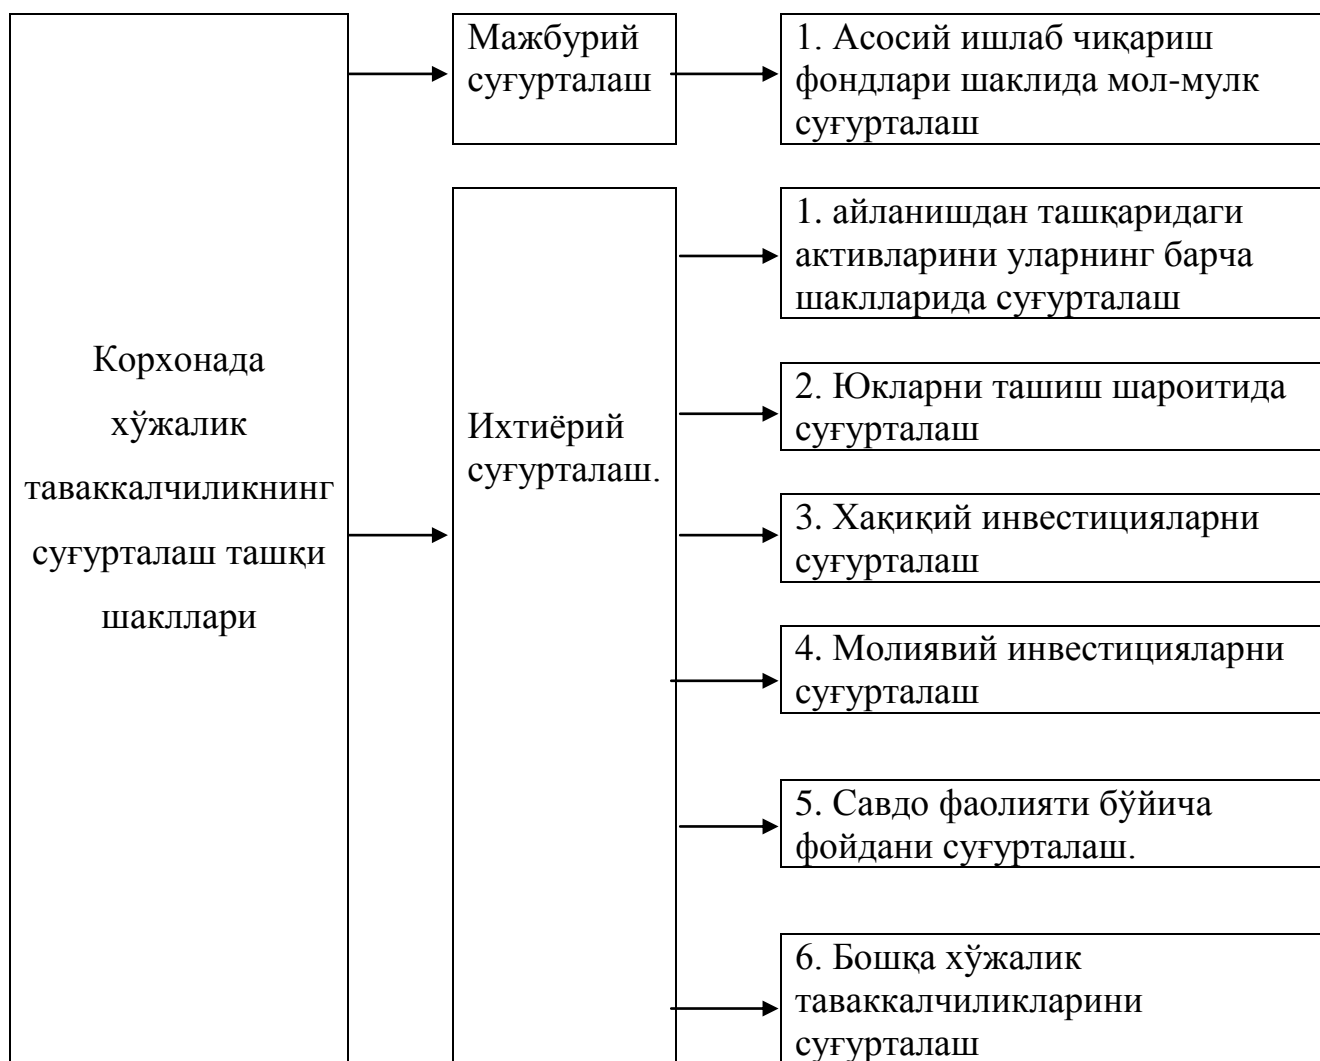 Корхонада
хўжалик
таваккалчиликнинг
суғурталаш ташқи
шакллари
Мажбурий
суғурталаш
1. Асосий ишлаб чиқариш
фондлари шаклида мол-мулк
суғурталаш
Ихтиёрий
суғурталаш.
1. айланишдан ташқаридаги
активларини уларнинг барча
шаклларида суғурталаш
2. Юкларни ташиш шароитида
суғурталаш
3. Хақиқий инвестицияларни
суғурталаш
4. Молиявий инвестицияларни
суғурталаш
5. Савдо фаолияти бўйича
фойдани суғурталаш.
6. Бошқа хўжалик
таваккалчиликларини
суғурталаш